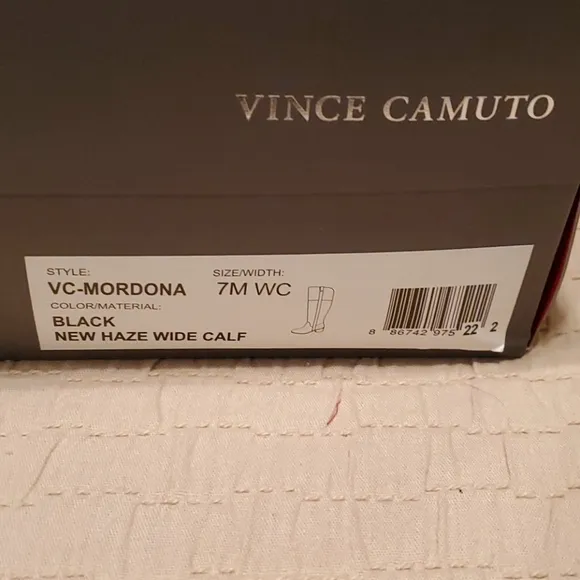 VINCE CAMUTO
STYLE: SIZE/WIDTH:
VC-MORDONA 7M WC
COLOR/MATERIAL:
BLACK
NEW HAZE WIDE CALF
8 86742 975 22 2